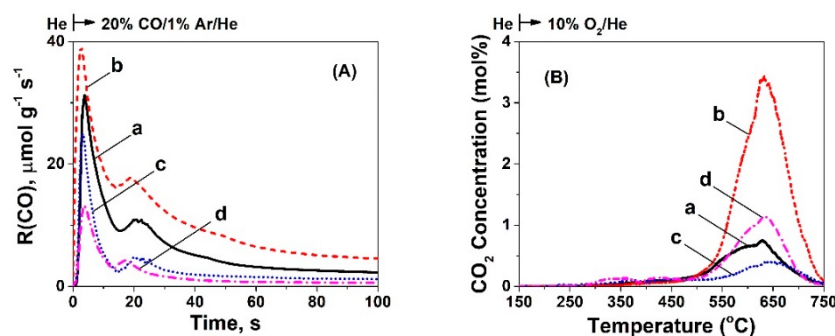 He → 20% CO/1% Ar/He
(A)
R(CO), μmol g⁻¹ s⁻¹
40
20
0
b
a
c
d
0 20 40 60 80 100
Time, s
He → 10% O₂/He
(B)
CO₂ Concentration (mol%)
4
3
2
1
0
b
d
a
c
150 250 350 450 550 650 750
Temperature (°C)